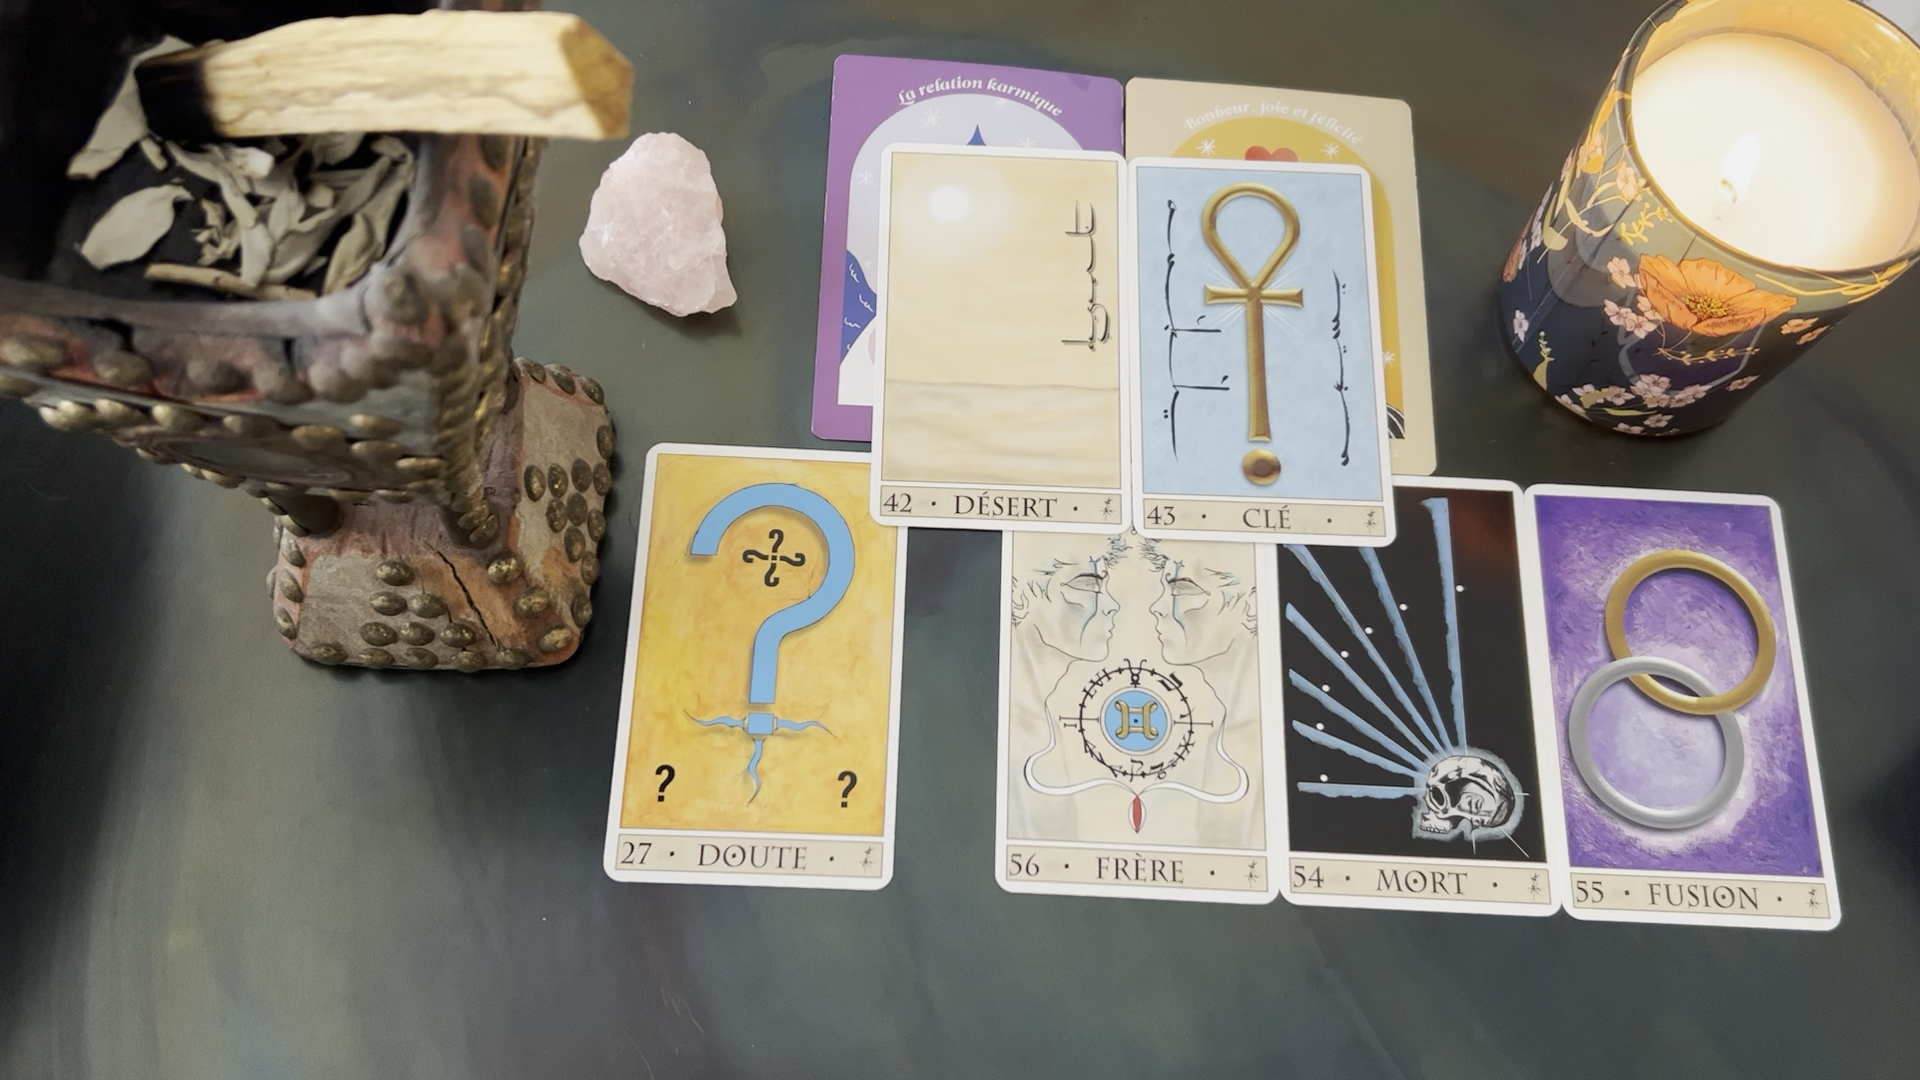 La relation karmique
Bonheur, joie et félicité
42 · DÉSERT ·
43 · CLÉ ·
?
? ?
27 · DOUTE ·
56 · FRÈRE ·
54 · MORT ·
55 · FUSION ·